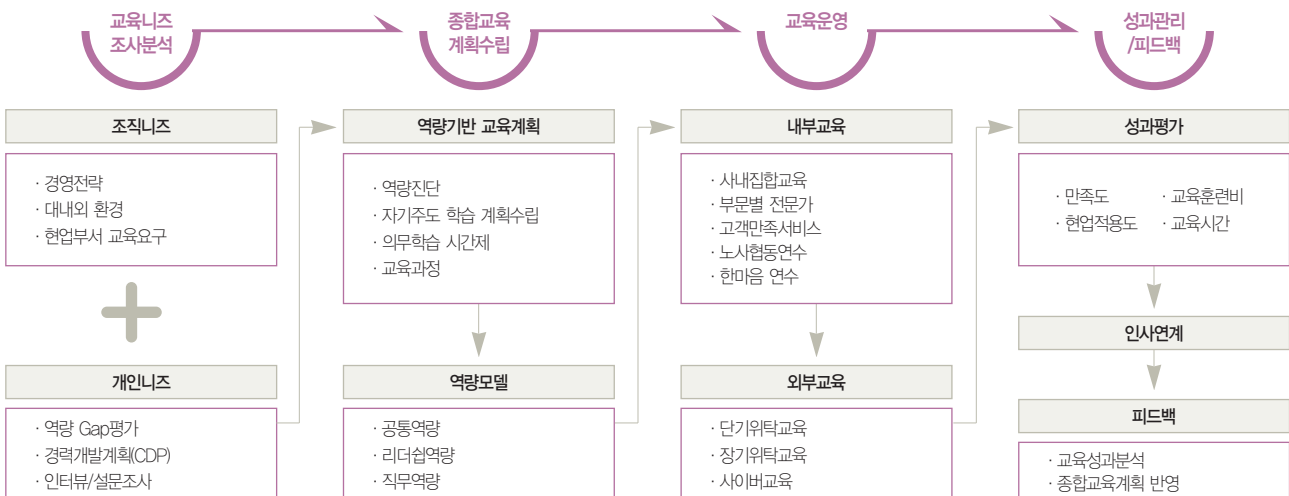 교육니즈
조사분석
종합교육
계획수립
교육운영
성과관리
/피드백
조직니즈
· 경영전략
· 대내외 환경
· 현업부서 교육요구
개인니즈
· 역량 Gap평가
· 경력개발계획(CDP)
· 인터뷰/설문조사
역량기반 교육계획
· 역량진단
· 자기주도 학습 계획수립
· 의무학습 시간제
· 교육과정
역량모델
· 공통역량
· 리더쉽역량
· 직무역량
내부교육
· 사내집합교육
· 부문별 전문가
· 고객만족서비스
· 노사협동연수
· 한마음 연수
외부교육
· 단기위탁교육
· 장기위탁교육
· 사이버교육
성과평가
· 만족도 · 교육훈련비
· 현업적용도 · 교육시간
인사연계
피드백
· 교육성과분석
· 종합교육계획 반영